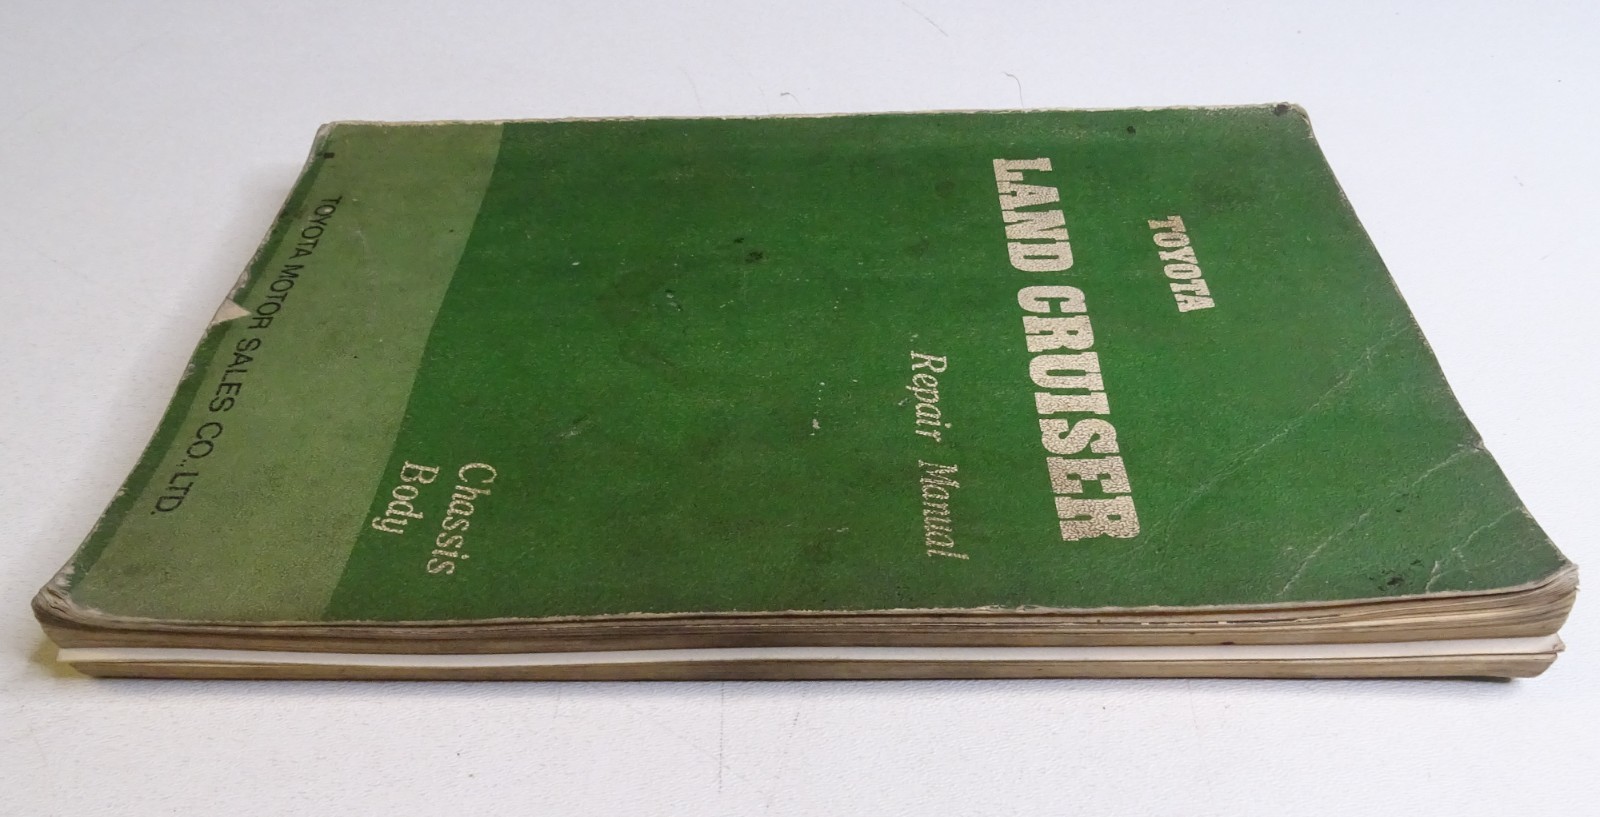 TOYOTA
LAND CRUISER
Repair Manual
Chassis
Body
TOYOTA MOTOR SALES CO.,LTD.